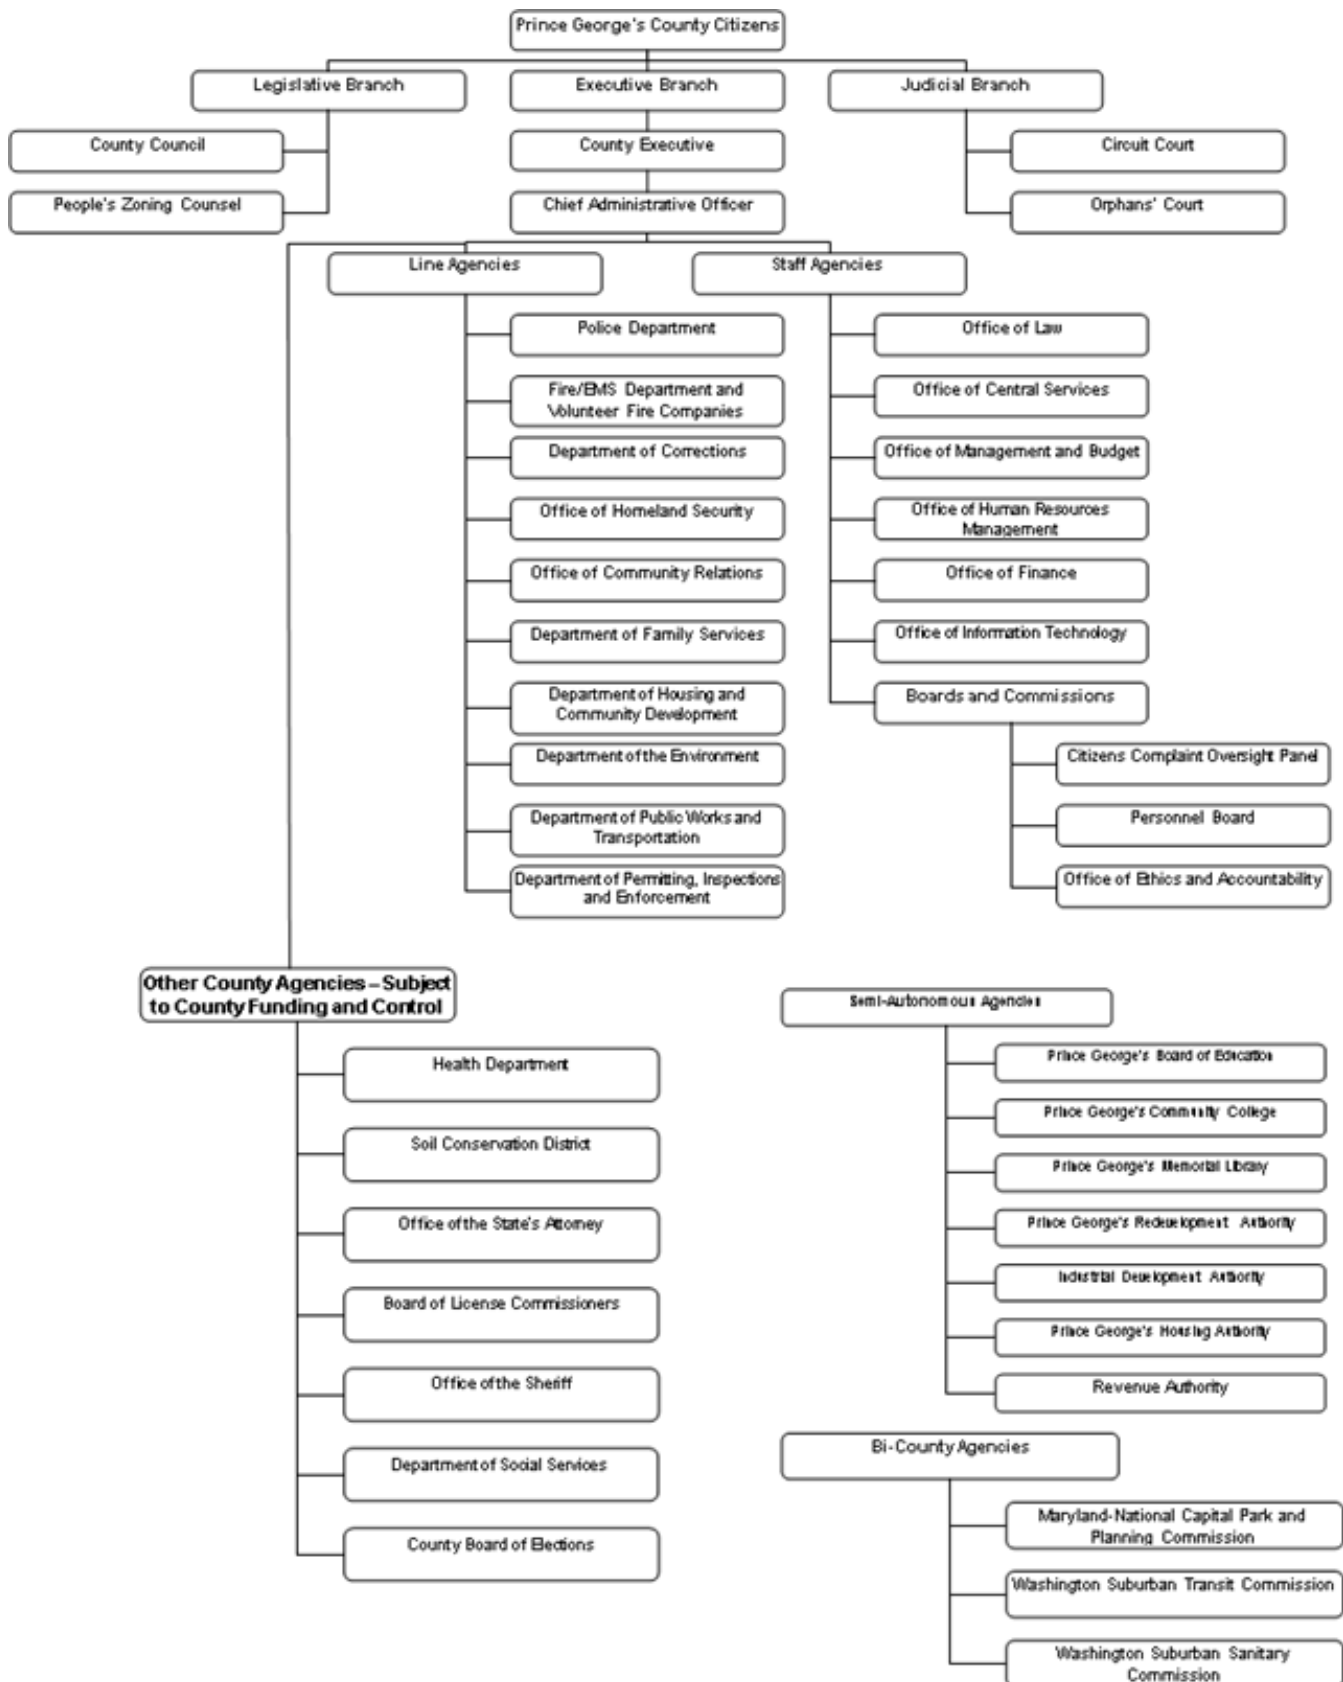 Prince George's County Citizens
Legislative Branch
Executive Branch
Judicial Branch
County Council
County Executive
Circuit Court
People's Zoning Counsel
Chief Administrative Officer
Orphans' Court
Line Agencies
Staff Agencies
Police Department
Fire/EMS Department and
Volunteer Fire Companies
Department of Corrections
Office of Homeland Security
Office of Community Relations
Department of Family Services
Department of Housing and
Community Development
Department of the Environment
Department of Public Works and
Transportation
Department of Permitting, Inspections
and Enforcement
Office of Law
Office of Central Services
Office of Management and Budget
Office of Human Resources
Management
Office of Finance
Office of Information Technology
Boards and Commissions
Citizens Complaint Oversight Panel
Personnel Board
Office of Ethics and Accountability
Other County Agencies – Subject
to County Funding and Control
Health Department
Soil Conservation District
Office of the State's Attorney
Board of License Commissioners
Office of the Sheriff
Department of Social Services
County Board of Elections
Semi-Autonomous Agencies
Prince George's Board of Education
Prince George's Community College
Prince George's Memorial Library
Prince George's Redevelopment Authority
Industrial Development Authority
Prince George's Housing Authority
Revenue Authority
Bi-County Agencies
Maryland-National Capital Park and
Planning Commission
Washington Suburban Transit Commission
Washington Suburban Sanitary
Commission